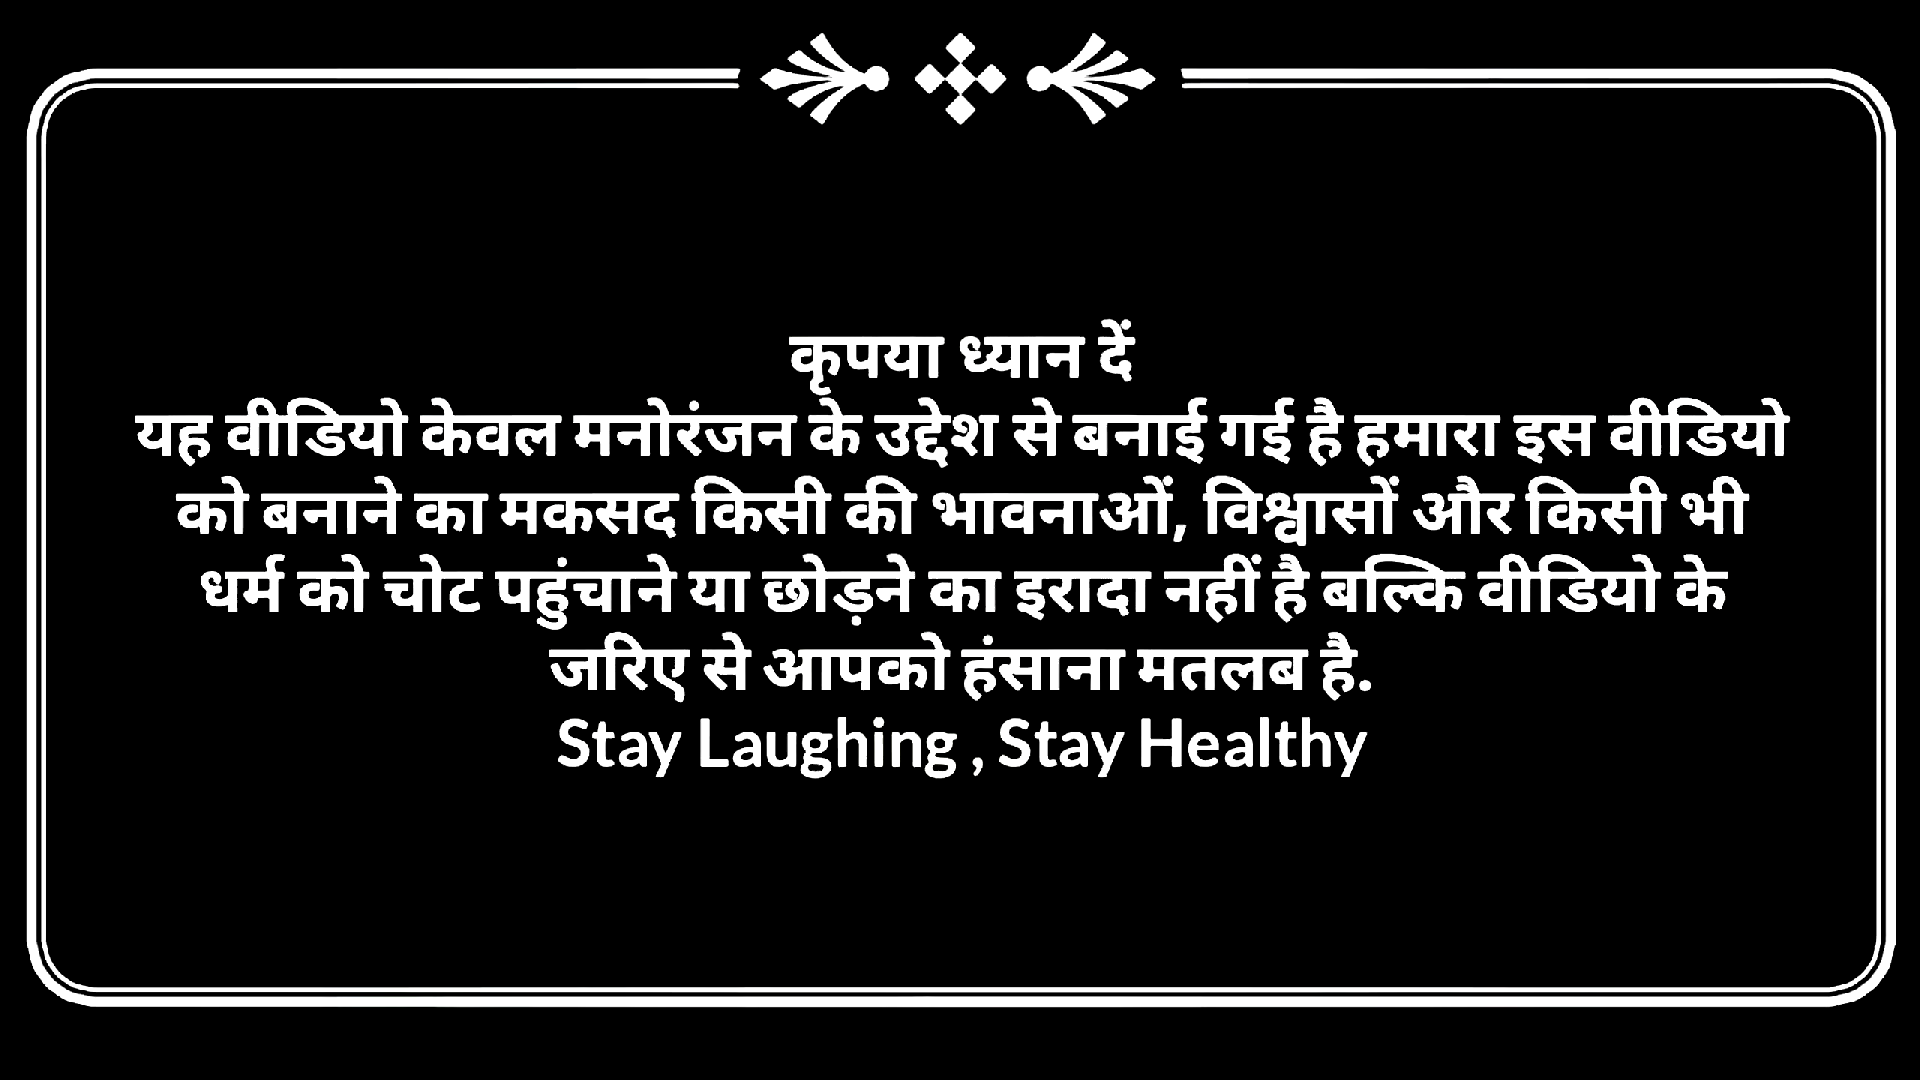 कृपया ध्यान दें
यह वीडियो केवल मनोरंजन के उद्देश से बनाई गई है हमारा इस वीडियो
को बनाने का मकसद किसी की भावनाओं, विश्वासों और किसी भी
धर्म को चोट पहुंचाने या छोड़ने का इरादा नहीं है बल्कि वीडियो के
जरिए से आपको हंसाना मतलब है.
Stay Laughing , Stay Healthy